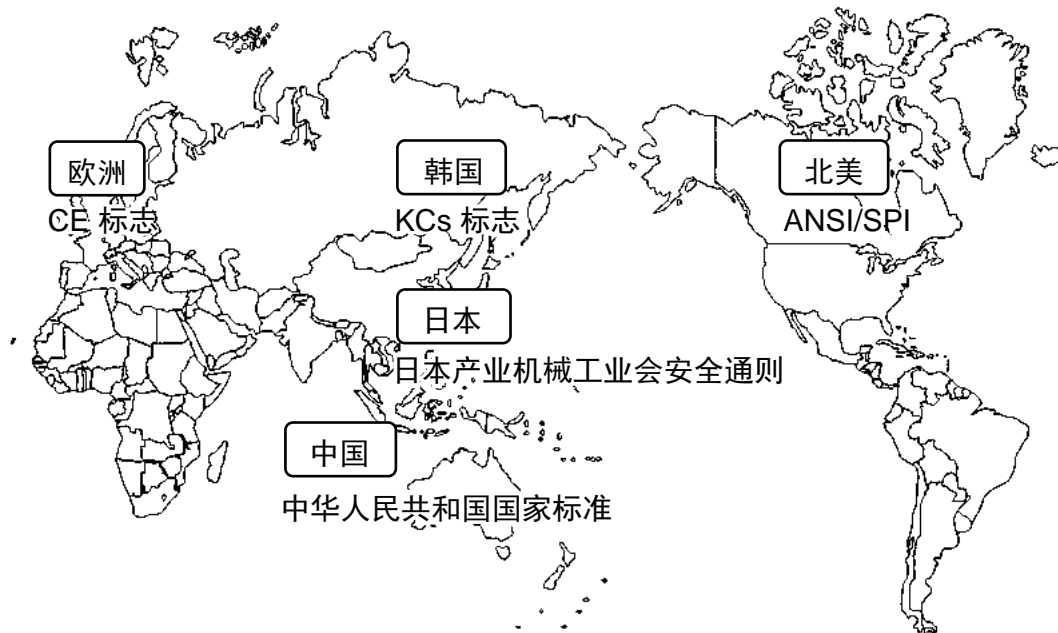 欧洲
CE 标志
韩国
KCs 标志
北美
ANSI/SPI
日本
日本产业机械工业会安全通则
中国
中华人民共和国国家标准